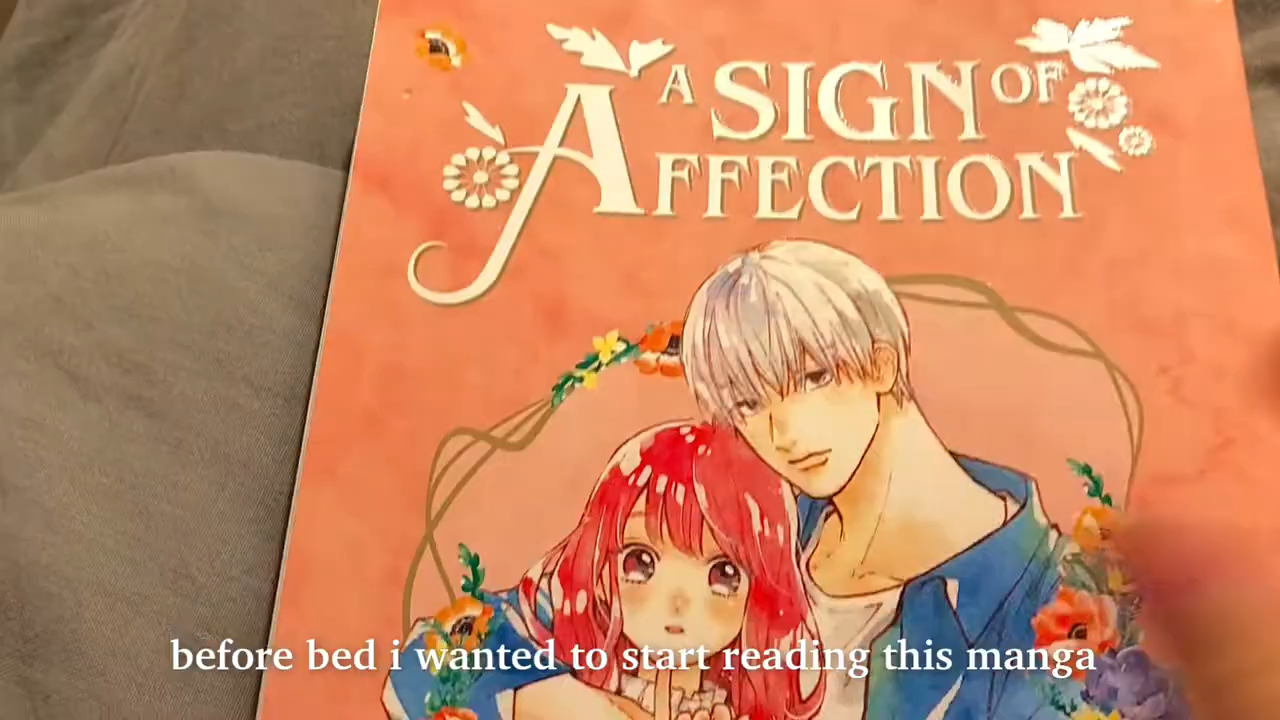 A SIGN OF
AFFECTION
before bed i wanted to start reading this manga